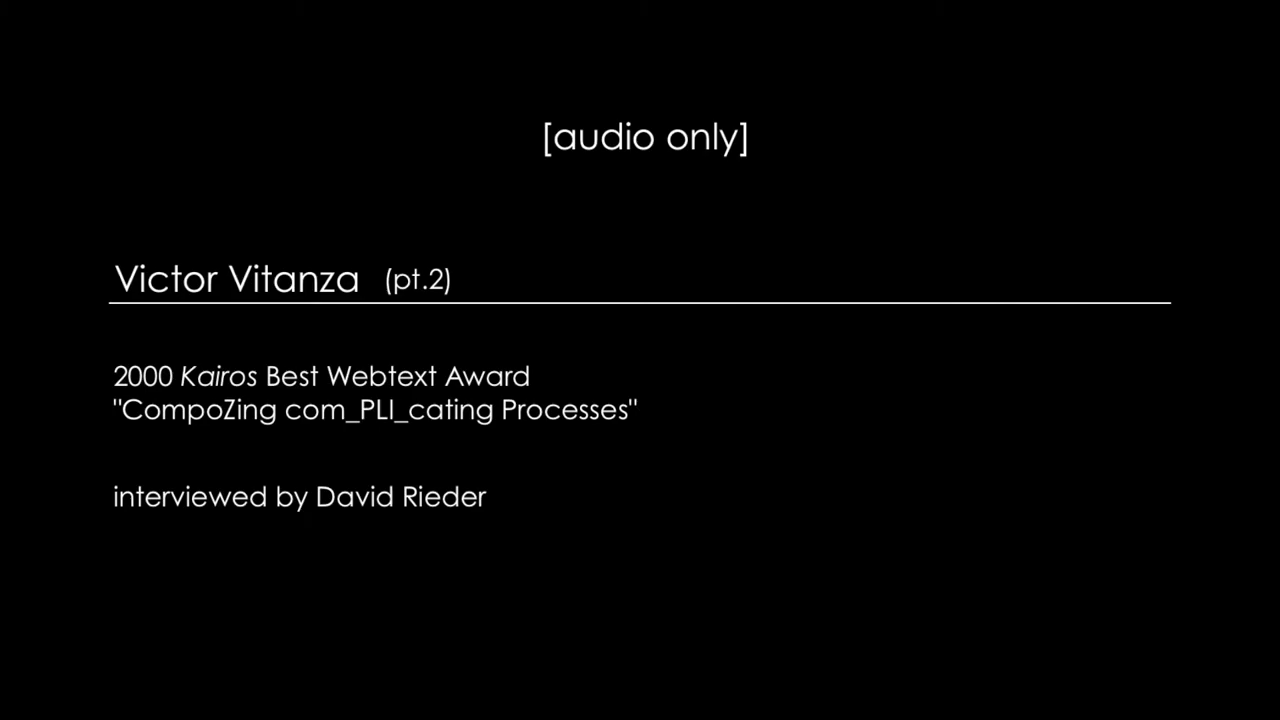 [audio only]
Victor Vitanza (pt.2)
2000 Kairos Best Webtext Award
"CompoZing com_PLI_cating Processes"
interviewed by David Rieder